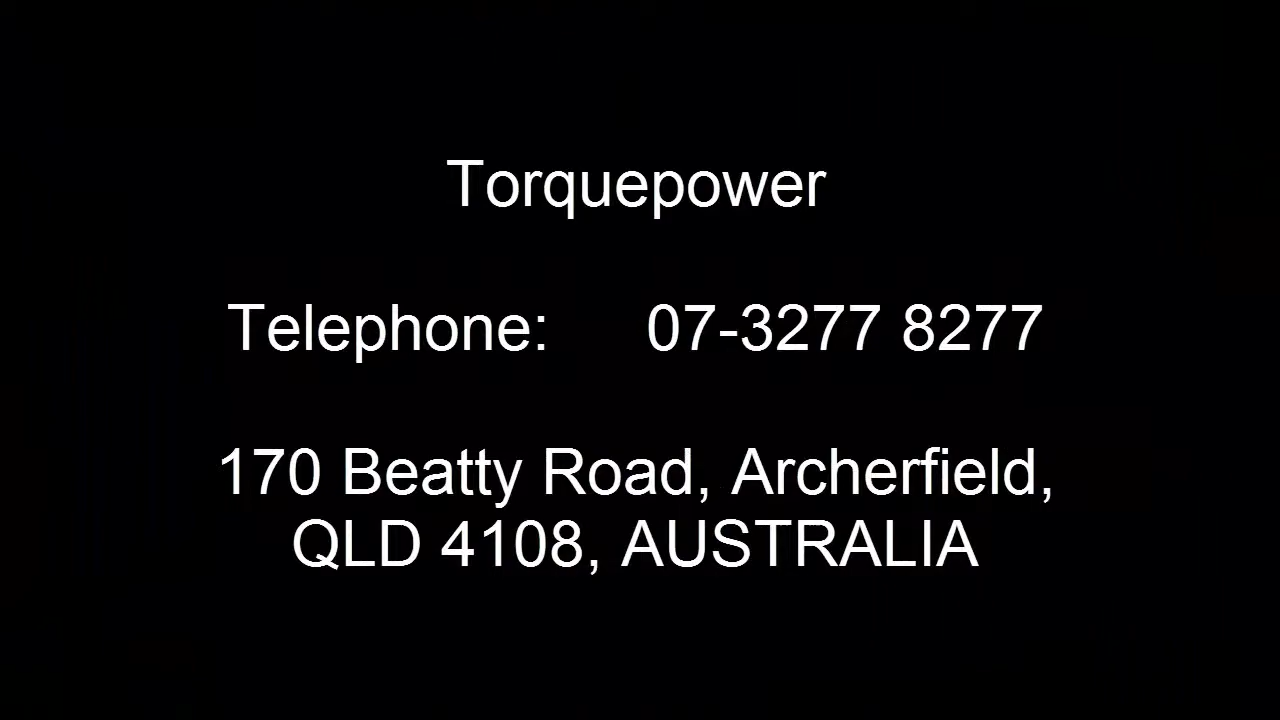 Torquepower
Telephone: 07-3277 8277
170 Beatty Road, Archerfield,
QLD 4108, AUSTRALIA